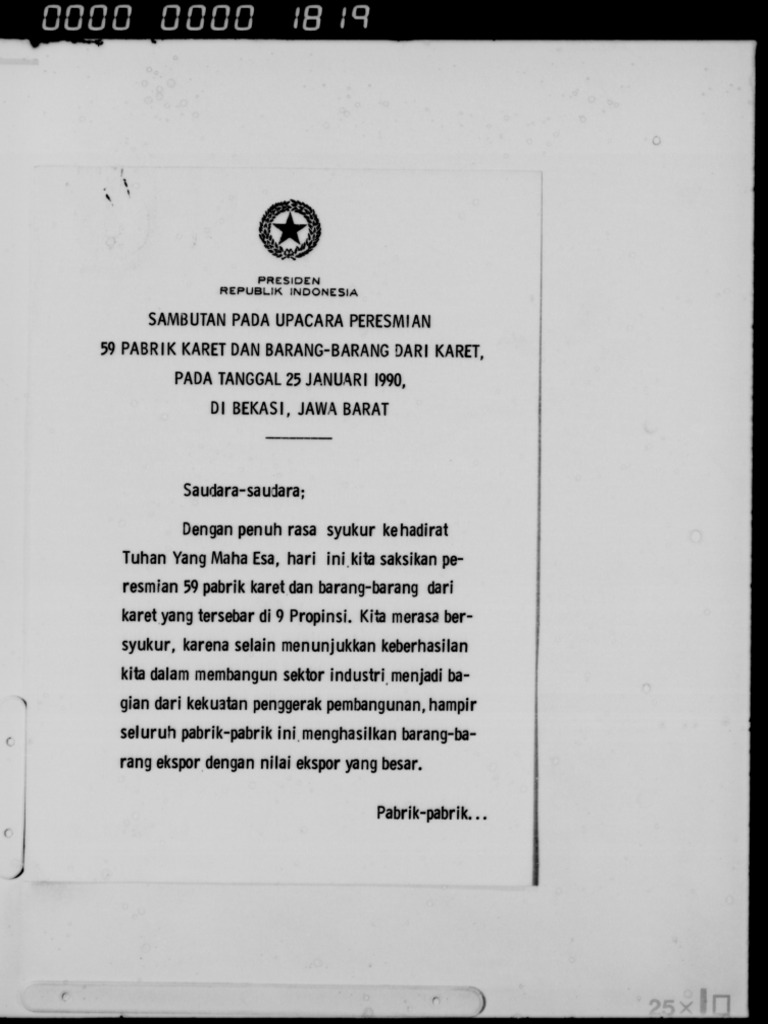 0000 0000 1819
PRESIDEN
REPUBLIK INDONESIA
SAMBUTAN PADA UPACARA PERESMIAN
59 PABRIK KARET DAN BARANG-BARANG DARI KARET,
PADA TANGGAL 25 JANUARI 1990,
DI BEKASI, JAWA BARAT
Saudara-saudara;
Dengan penuh rasa syukur kehadirat
Tuhan Yang Maha Esa, hari ini kita saksikan pe-
resmian 59 pabrik karet dan barang-barang dari
karet yang tersebar di 9 Propinsi. Kita merasa ber-
syukur, karena selain menunjukkan keberhasilan
kita dalam membangun sektor industri menjadi ba-
gian dari kekuatan penggerak pembangunan, hampir
seluruh pabrik-pabrik ini menghasilkan barang-ba-
rang ekspor dengan nilai ekspor yang besar.
Pabrik-pabrik...
25x